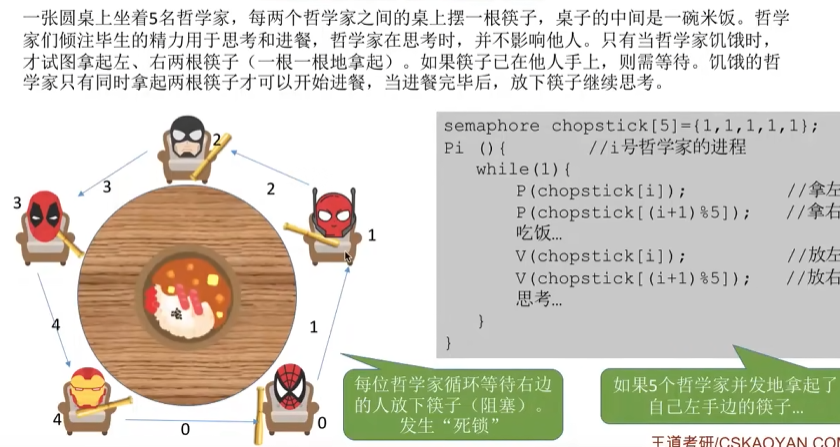 一张圆桌上坐着5名哲学家，每两个哲学家之间的桌上摆一根筷子，桌子的中间是一碗米饭。哲学
家们倾注毕生的精力用于思考和进餐，哲学家在思考时，并不影响他人。只有当哲学家饥饿时，
才试图拿起左、右两根筷子（一根一根地拿起）。如果筷子已在他人手上，则需等待。饥饿的哲
学家只有同时拿起两根筷子才可以开始进餐，当进餐完毕后，放下筷子继续思考。
2
3
2
3
1
4
1
4
0
0
semaphore chopstick[5]={1,1,1,1,1};
Pi (){ //i号哲学家的进程
while(1){
P(chopstick[i]); //拿左
P(chopstick[(i+1)%5]); //拿右
吃饭…
V(chopstick[i]); //放左
V(chopstick[(i+1)%5]); //放右
思考…
}
}
每位哲学家循环等待右边
的人放下筷子（阻塞）。
发生“死锁”
如果5个哲学家并发地拿起了
自己左手边的筷子…
王道考研/CSKAOYAN.COM